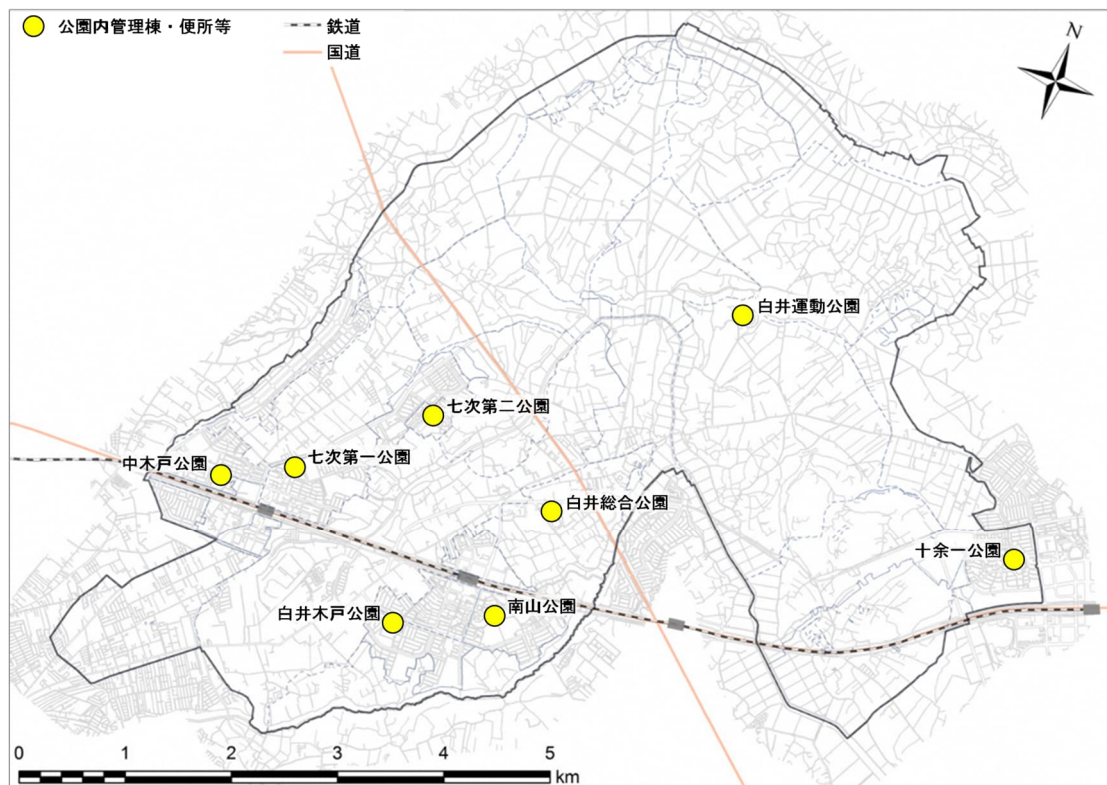 公園内管理棟・便所等
鉄道
国道
N
白井運動公園
七次第二公園
七次第一公園
中木戸公園
白井総合公園
十余一公園
南山公園
白井木戸公園
0 1 2 3 4 5
km